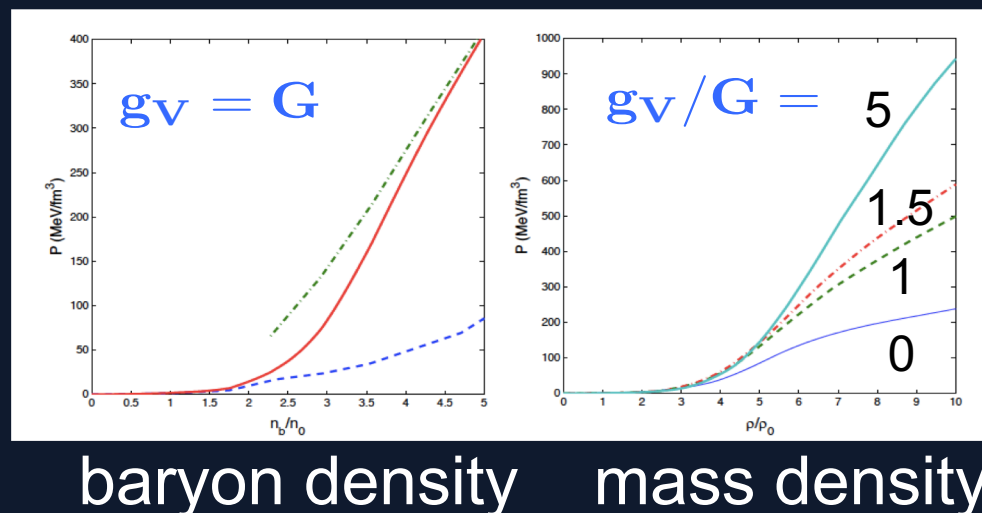 gv = G
400
350
300
250
200
150
100
50
0
P (MeV/fm³)
0 0.5 1 1.5 2 2.5 3 3.5 4 4.5 5
n_b/n_0
gv/G =
5
1.5
1
0
1000
900
800
700
600
500
400
300
200
100
0
P (MeV/fm³)
0 1 2 3 4 5 6 7 8 9 10
ρ/ρ_0
baryon density
mass density